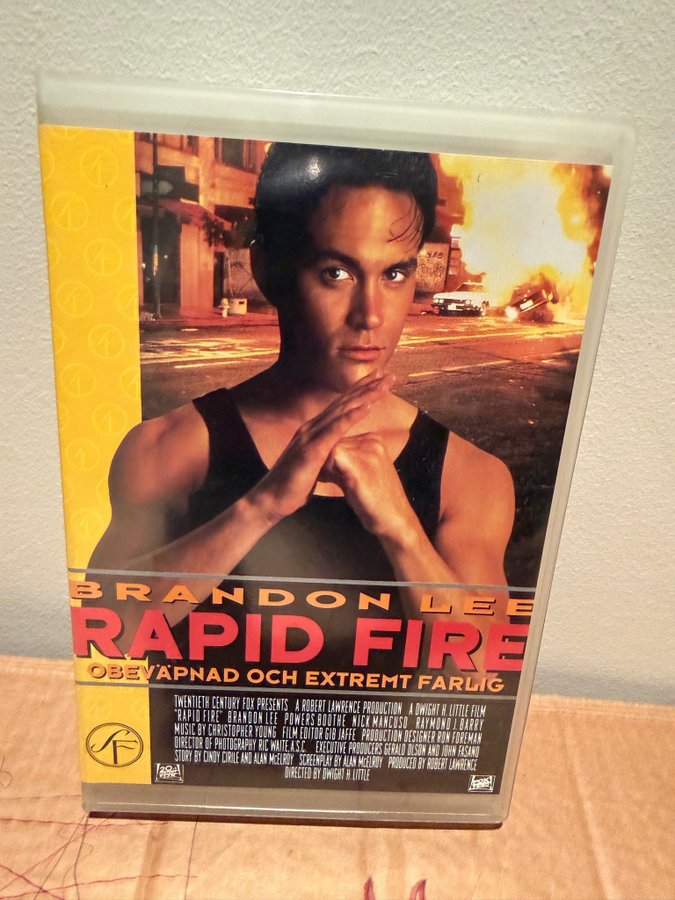 BRANDON LEE
RAPID FIRE
OBEVÄPNAD OCH EXTREMT FARLIG
TWENTIETH CENTURY FOX PRESENTS A ROBERT LAWRENCE PRODUCTION A DWIGHT H. LITTLE FILM
"RAPID FIRE" BRANDON LEE POWERS BOOTHE NICK MANCUSO RAYMOND J. BARRY
MUSIC BY CHRISTOPHER YOUNG FILM EDITOR GIB JAFFE PRODUCTION DESIGNER RON FOREMAN
DIRECTOR OF PHOTOGRAPHY RIC WAITE A.S.C. EXECUTIVE PRODUCERS GERALD OLSON AND JOHN FASANO
STORY BY CINDY CIRILE AND ALAN McELROY SCREENPLAY BY ALAN McELROY PRODUCED BY ROBERT LAWRENCE
DIRECTED BY DWIGHT H. LITTLE
SF